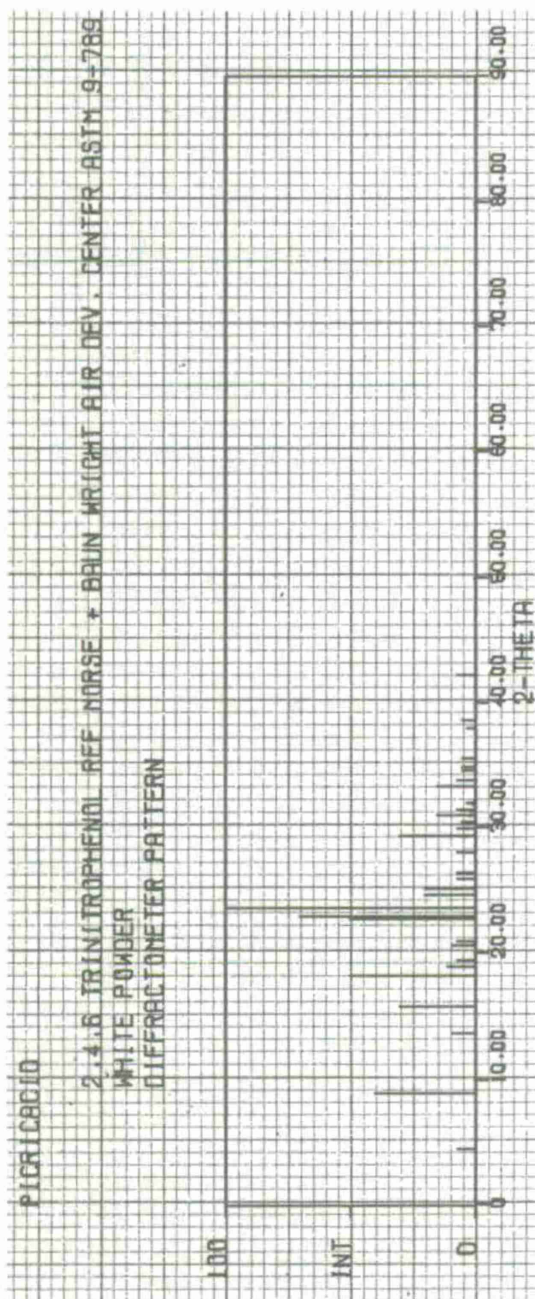 PICRICACID
2,4,6 TRINITROPHENOL REF MORSE + BAUN WRIGHT AIR DEV. CENTER ASTM 9-789
WHITE POWDER
DIFFRACTOMETER PATTERN
100
INT
0
0
10.00
20.00
30.00
40.00
50.00
60.00
70.00
80.00
90.00
2-THETA